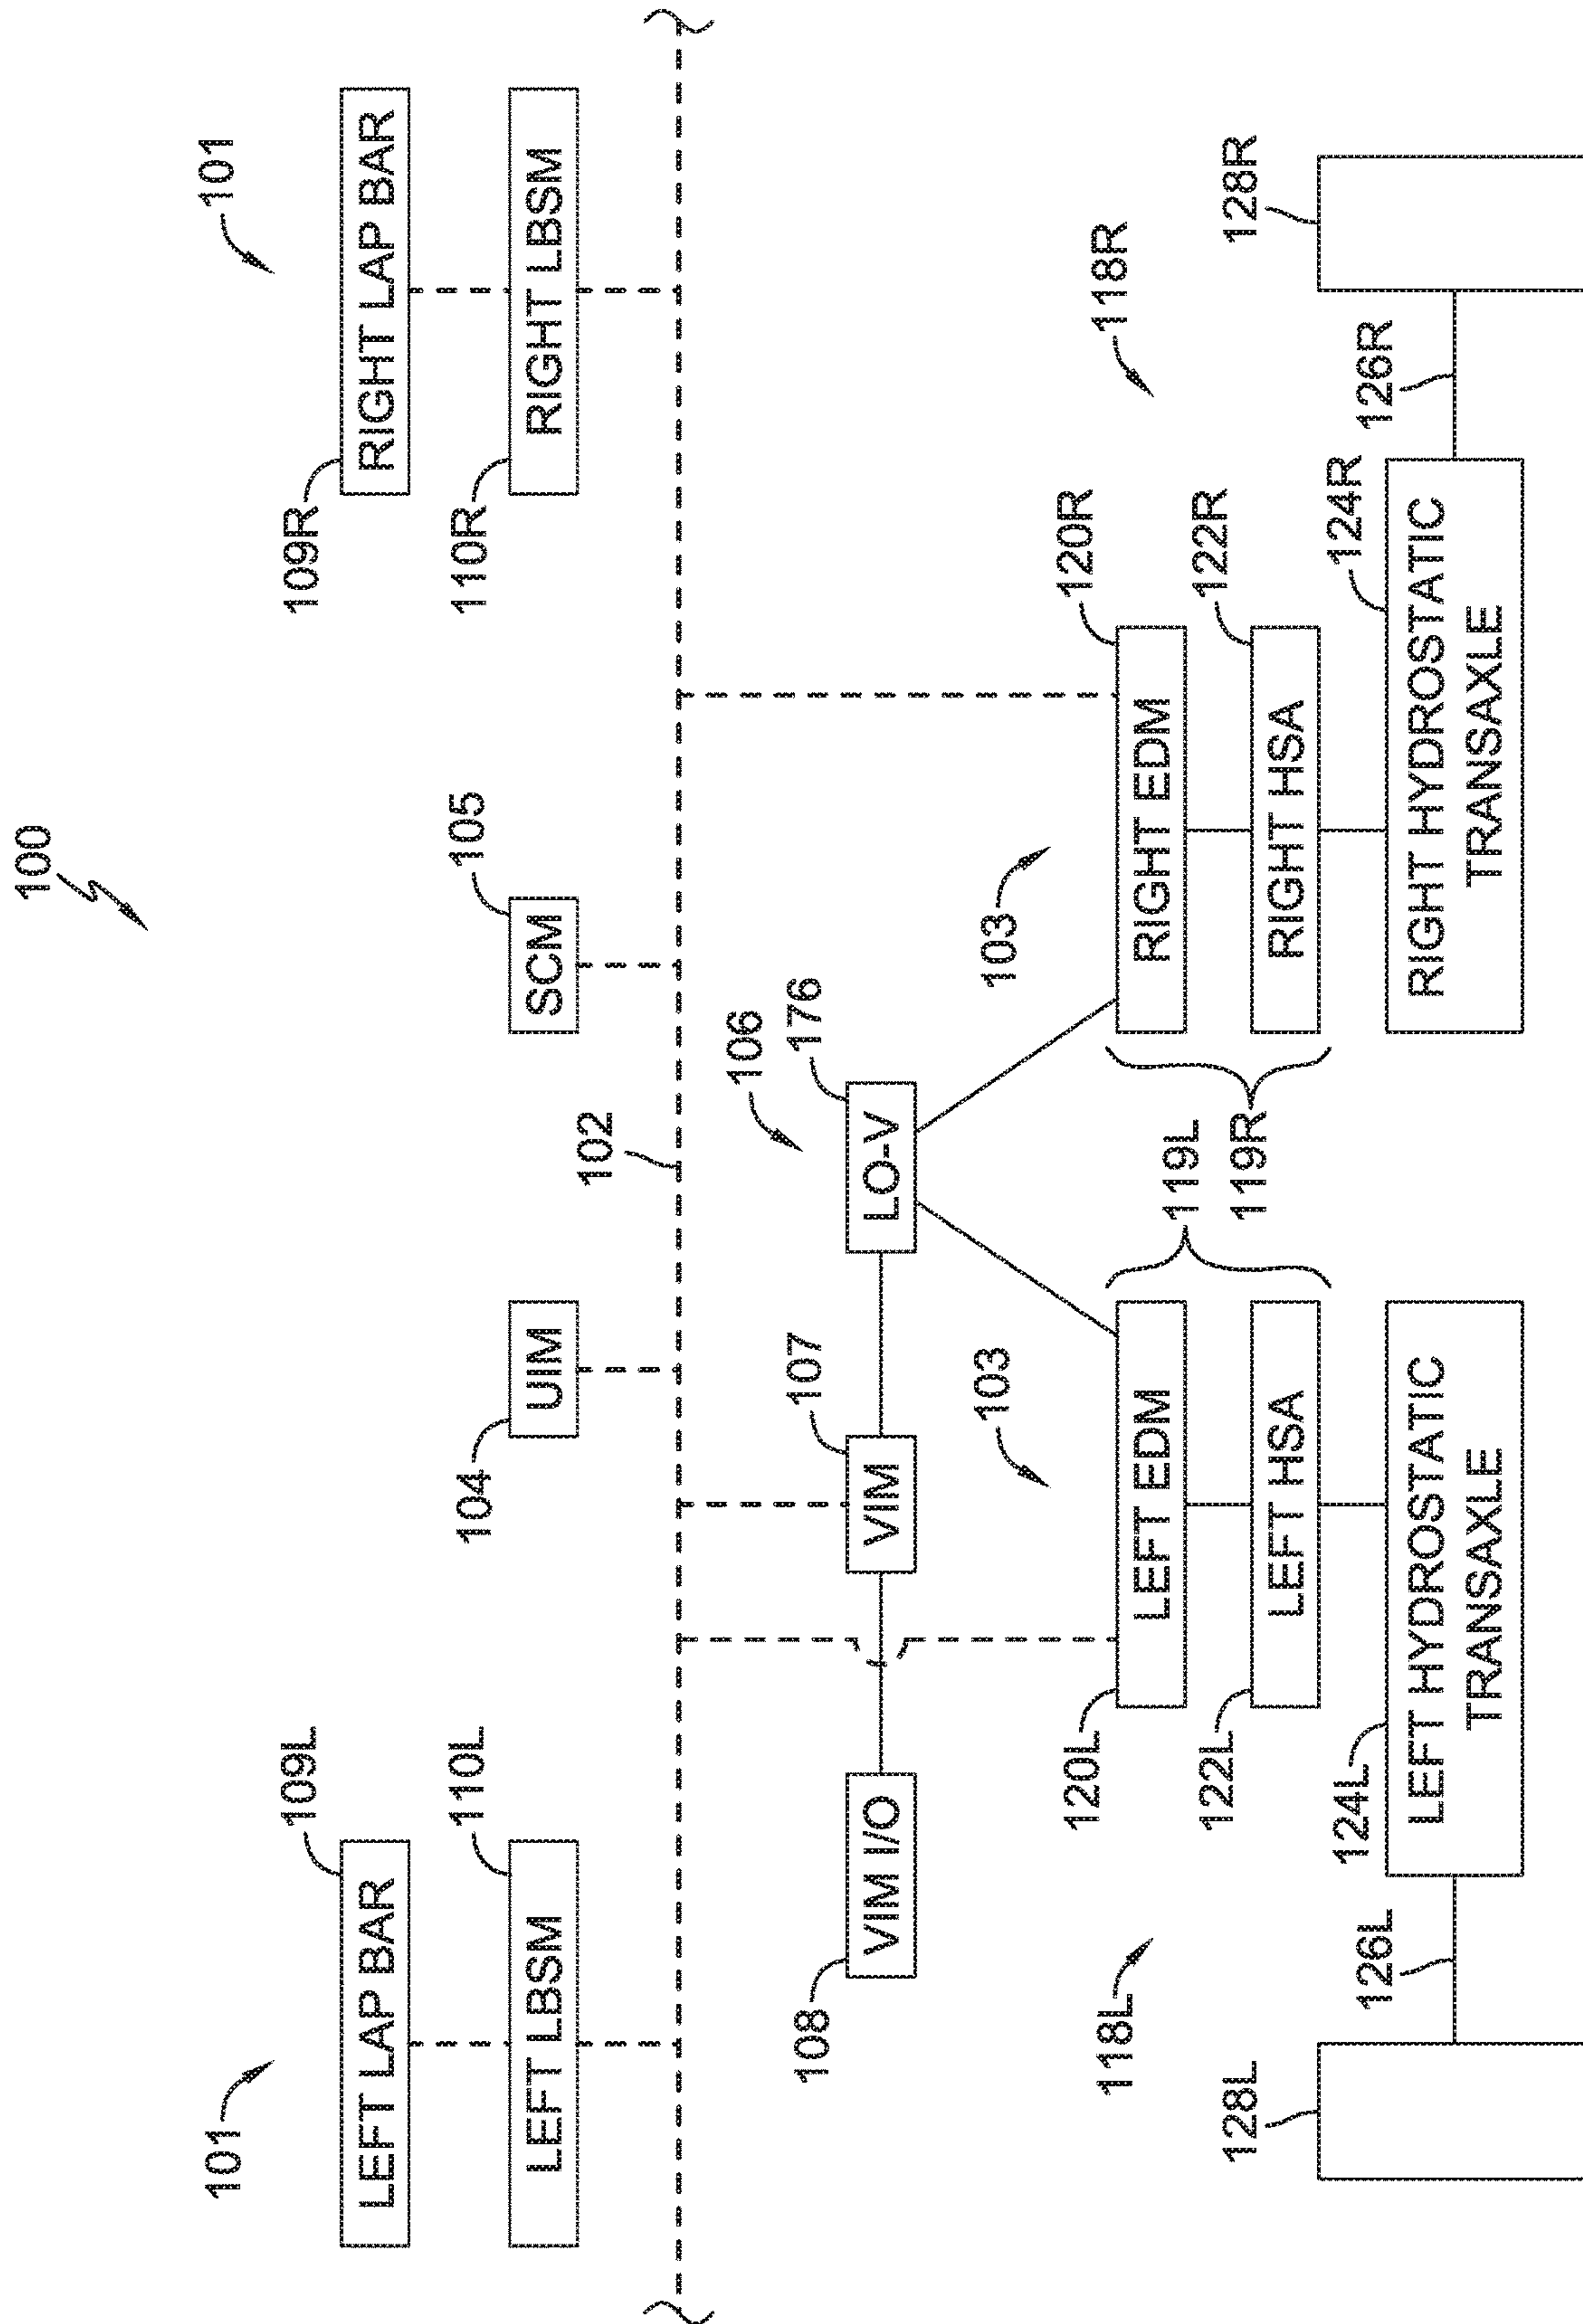 100
101
101
109L
LEFT LAP BAR
109R
RIGHT LAP BAR
110L
LEFT LBSM
104
UIM
SCM
105
110R
RIGHT LBSM
102
106
108
VIM I/O
VIM
107
LO-V
176
103
103
118L
118R
120L
LEFT EDM
119L
RIGHT EDM
120R
122L
LEFT HSA
119R
RIGHT HSA
122R
128L
128R
126L
124L
LEFT HYDROSTATIC
TRANSAXLE
RIGHT HYDROSTATIC
TRANSAXLE
124R
126R